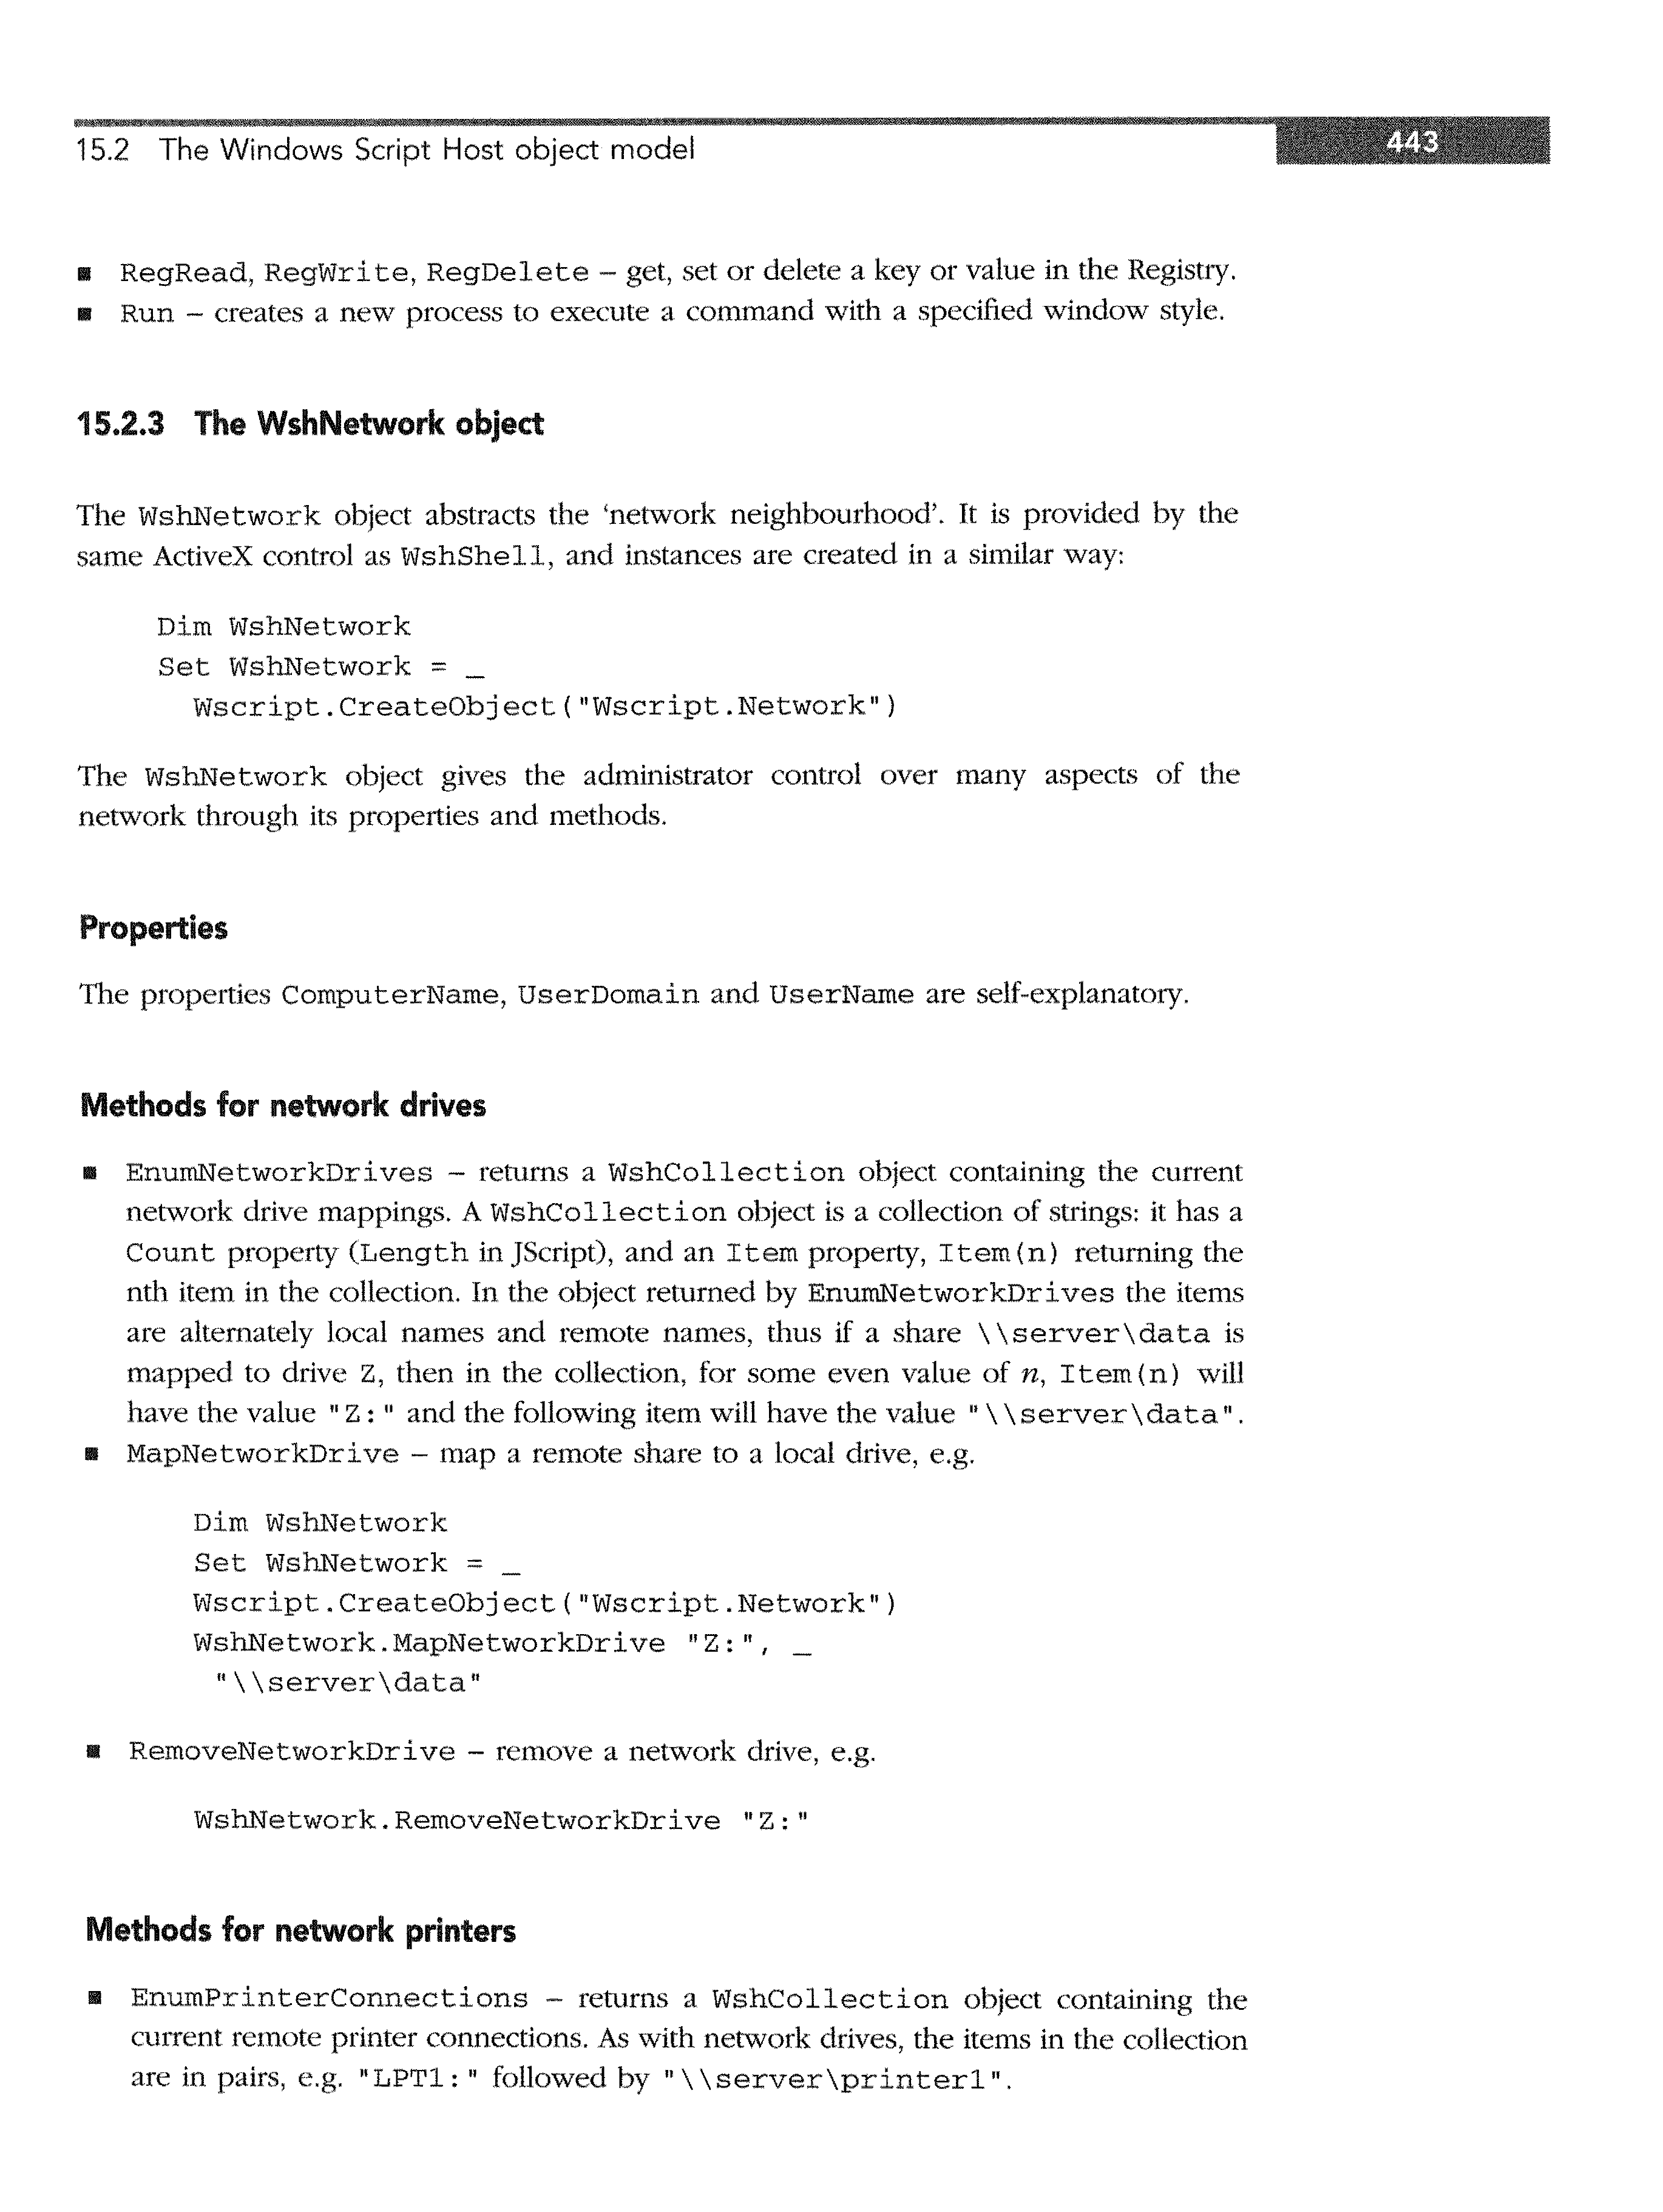 15.2 The Windows Script Host object model
443
■ RegRead, RegWrite, RegDelete – get, set or delete a key or value in the Registry.
■ Run – creates a new process to execute a command with a specified window style.
15.2.3 The WshNetwork object
The WshNetwork object abstracts the ‘network neighbourhood’. It is provided by the
same ActiveX control as WshShell, and instances are created in a similar way:
Dim WshNetwork
Set WshNetwork = _
Wscript.CreateObject("Wscript.Network")
The WshNetwork object gives the administrator control over many aspects of the
network through its properties and methods.
Properties
The properties ComputerName, UserDomain and UserName are self-explanatory.
Methods for network drives
■ EnumNetworkDrives – returns a WshCollection object containing the current
network drive mappings. A WshCollection object is a collection of strings: it has a
Count property (Length in JScript), and an Item property, Item(n) returning the
nth item in the collection. In the object returned by EnumNetworkDrives the items
are alternately local names and remote names, thus if a share \\server\data is
mapped to drive Z, then in the collection, for some even value of n, Item(n) will
have the value "Z:" and the following item will have the value "\\server\data".
■ MapNetworkDrive – map a remote share to a local drive, e.g.
Dim WshNetwork
Set WshNetwork = _
Wscript.CreateObject("Wscript.Network")
WshNetwork.MapNetworkDrive "Z:", _
"\\server\data"
■ RemoveNetworkDrive – remove a network drive, e.g.
WshNetwork.RemoveNetworkDrive "Z:"
Methods for network printers
■ EnumPrinterConnections – returns a WshCollection object containing the
current remote printer connections. As with network drives, the items in the collection
are in pairs, e.g. "LPT1:" followed by "\\server\printer1".